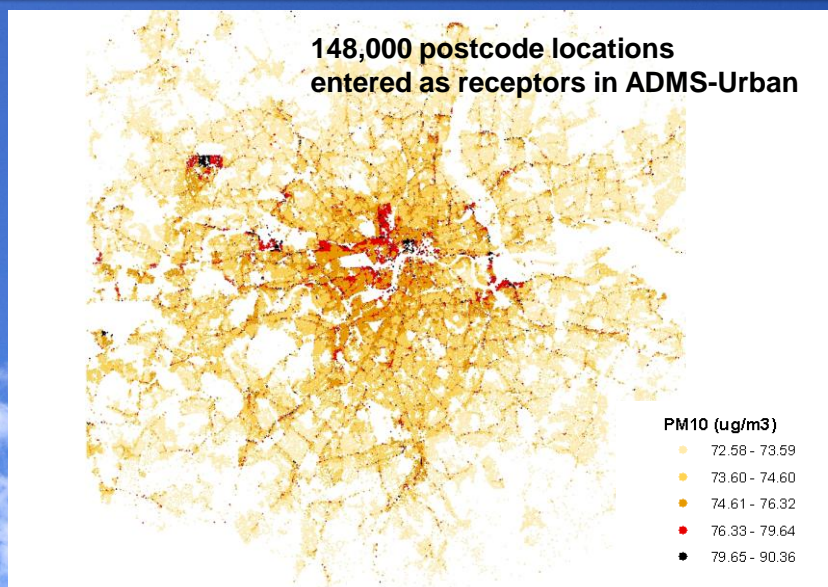 148,000 postcode locations
entered as receptors in ADMS-Urban
PM10 (ug/m3)
72.58 - 73.59
73.60 - 74.60
74.61 - 76.32
76.33 - 79.64
79.65 - 90.36